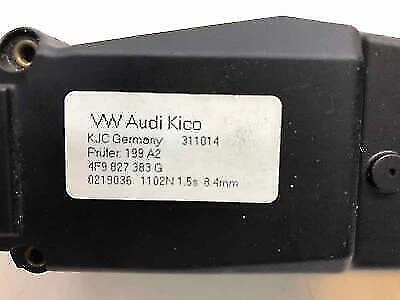 VW Audi Kico
KJC Germany 311014
Prüfer: 199 A2
4F9 827 383 G
0219036 1102N 1.5s 8.4mm